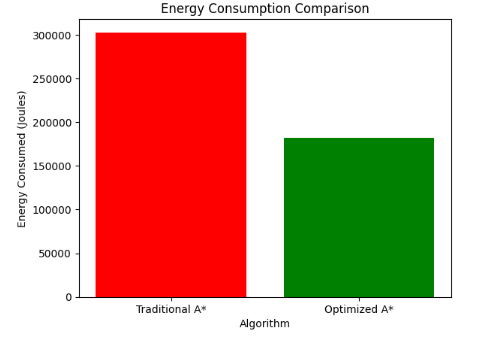 Energy Consumption Comparison
300000
250000
200000
150000
100000
50000
0
Energy Consumed (Joules)
Traditional A*
Optimized A*
Algorithm